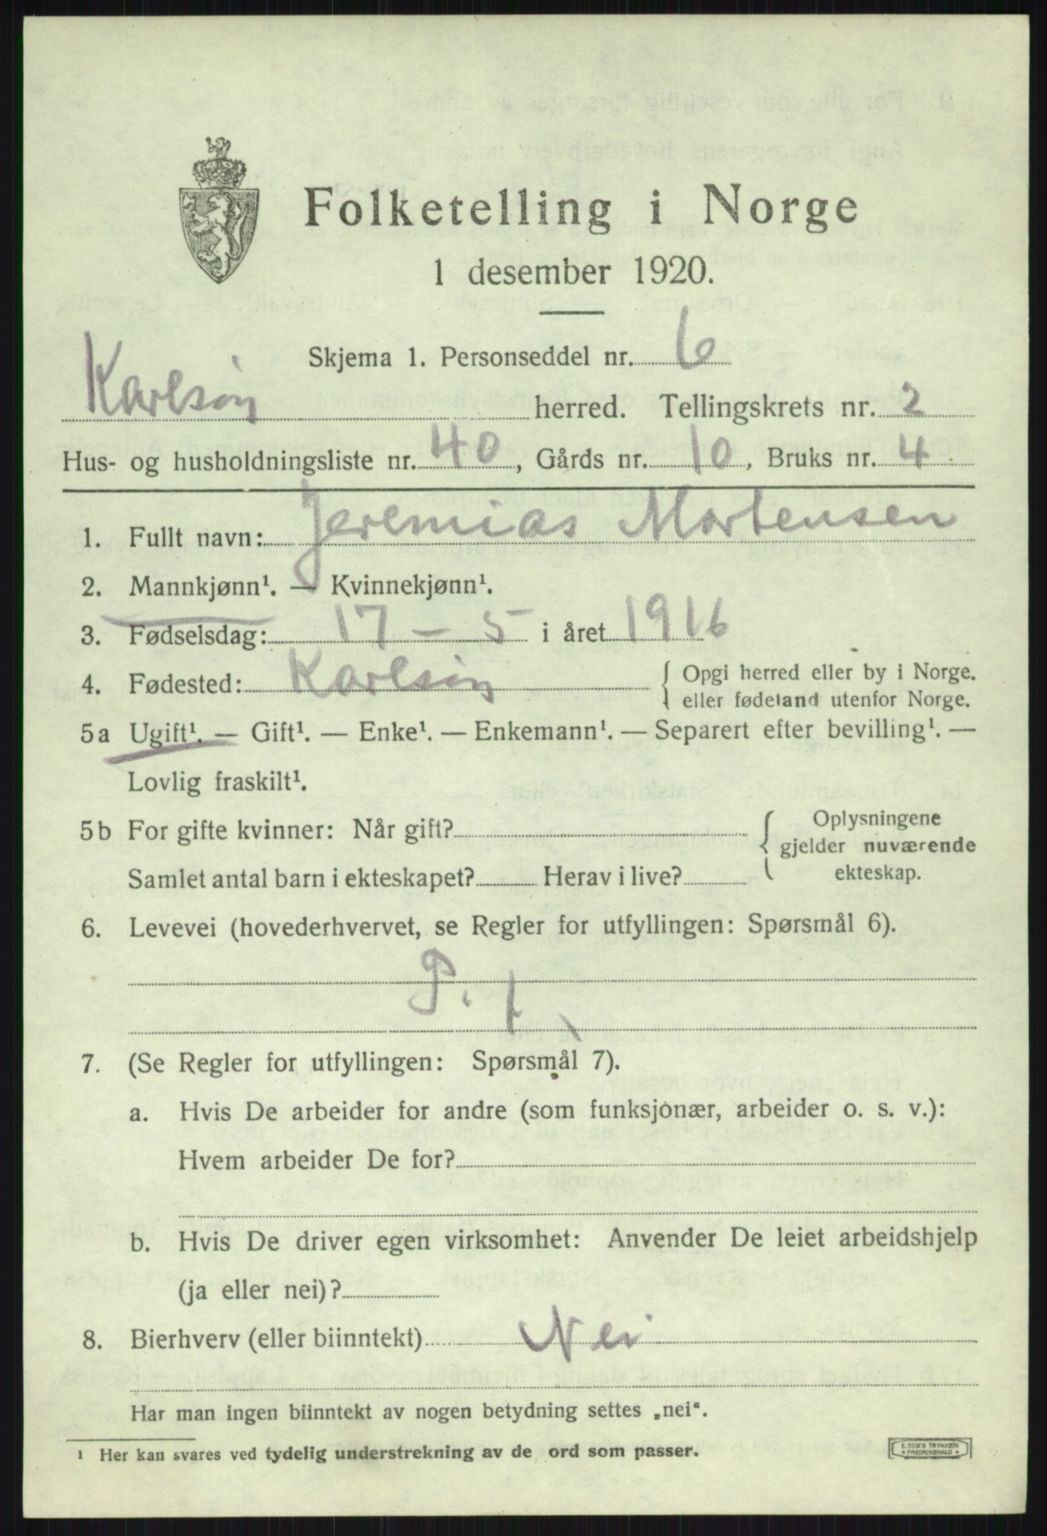 Folketelling i Norge
1 desember 1920.
Skjema 1. Personseddel nr. 6
Karlsøy herred. Tellingskrets nr. 2
Hus- og husholdningsliste nr. 40, Gårds nr. 10, Bruks nr. 4
1. Fullt navn: Jeremias Mortensen
2. Mannkjønn¹. — Kvinnekjønn¹.
3. Fødselsdag: 17 – 5 i året 1916
4. Fødested: Karlsøy { Opgi herred eller by i Norge.
eller fødeland utenfor Norge.
5a Ugift¹. — Gift¹. — Enke¹. — Enkemann¹. — Separert efter bevilling¹. —
Lovlig fraskilt¹.
5b For gifte kvinner: Når gift? { Oplysningene
gjelder nuværende
Samlet antal barn i ekteskapet? Herav i live? ekteskap.
6. Levevei (hovederhvervet, se Regler for utfyllingen: Spørsmål 6).
P.
7. (Se Regler for utfyllingen: Spørsmål 7).
a. Hvis De arbeider for andre (som funksjonær, arbeider o. s. v.):
Hvem arbeider De for?
b. Hvis De driver egen virksomhet: Anvender De leiet arbeidshjelp
(ja eller nei)?
8. Bierhverv (eller biinntekt) Nei
Har man ingen biinntekt av nogen betydning settes „nei“.
¹ Her kan svares ved tydelig understrekning av de ord som passer.